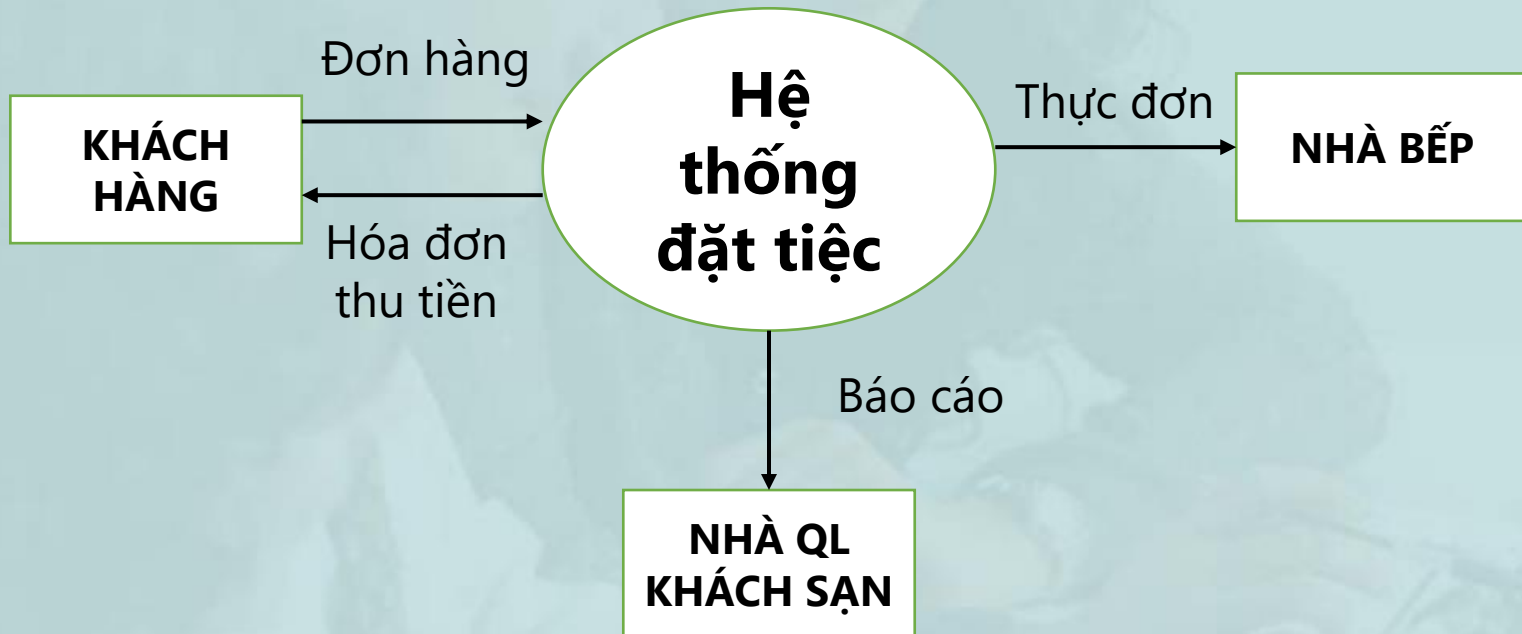 Đơn hàng
KHÁCH
HÀNG
Hóa đơn
thu tiền
Hệ
thống
đặt tiệc
Thực đơn
NHÀ BẾP
Báo cáo
NHÀ QL
KHÁCH SẠN